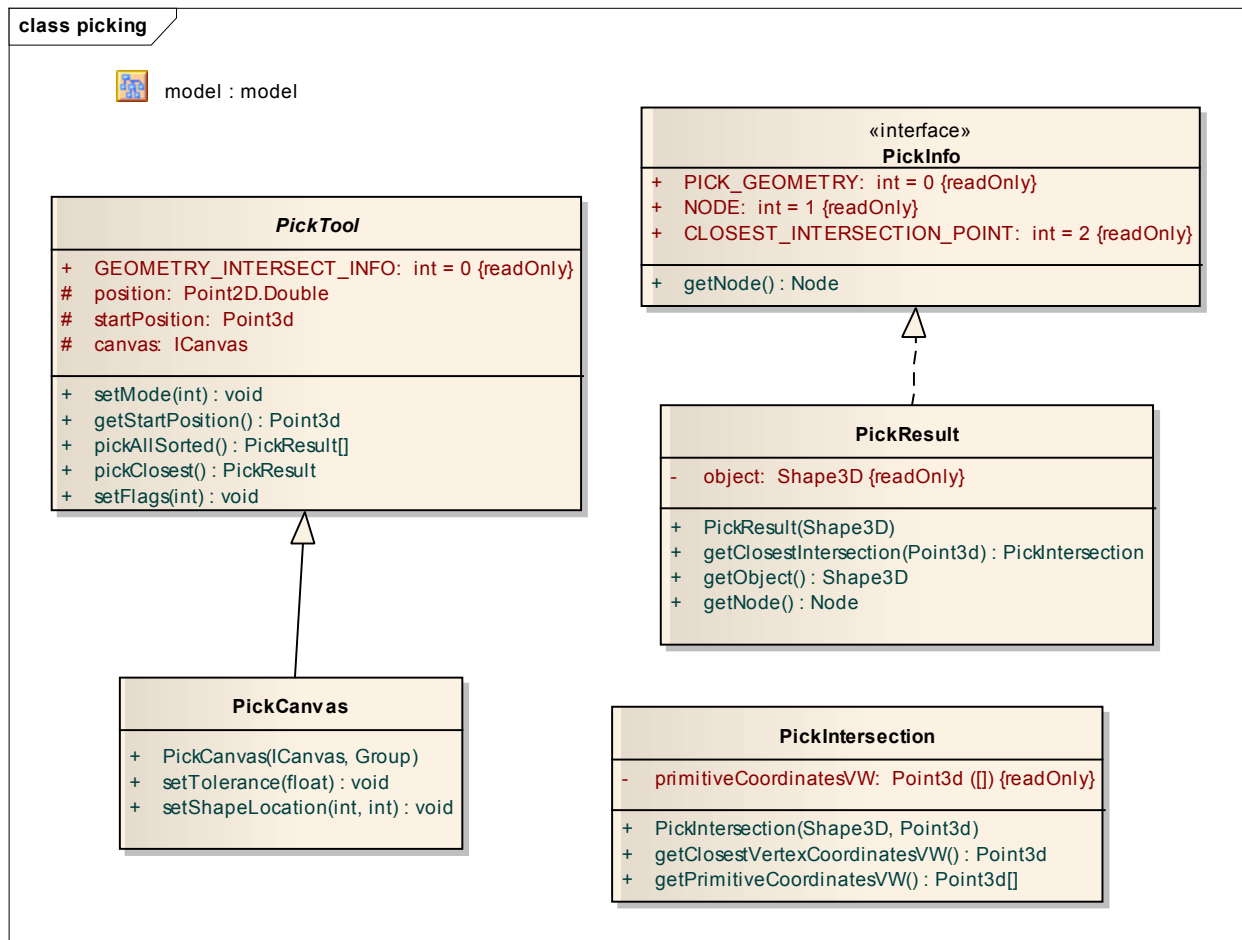 class picking
model : model
PickTool
+ GEOMETRY_INTERSECT_INFO: int = 0 {readOnly}
# position: Point2D.Double
# startPosition: Point3d
# canvas: ICanvas
+ setMode(int) : void
+ getStartPosition() : Point3d
+ pickAllSorted() : PickResult[]
+ pickClosest() : PickResult
+ setFlags(int) : void
«interface»
PickInfo
+ PICK_GEOMETRY: int = 0 {readOnly}
+ NODE: int = 1 {readOnly}
+ CLOSEST_INTERSECTION_POINT: int = 2 {readOnly}
+ getNode() : Node
PickResult
- object: Shape3D {readOnly}
+ PickResult(Shape3D)
+ getClosestIntersection(Point3d) : PickIntersection
+ getObject() : Shape3D
+ getNode() : Node
PickCanvas
+ PickCanvas(ICanvas, Group)
+ setTolerance(float) : void
+ setShapeLocation(int, int) : void
PickIntersection
- primitiveCoordinatesVW: Point3d ([]) {readOnly}
+ PickIntersection(Shape3D, Point3d)
+ getClosestVertexCoordinatesVW() : Point3d
+ getPrimitiveCoordinatesVW() : Point3d[]